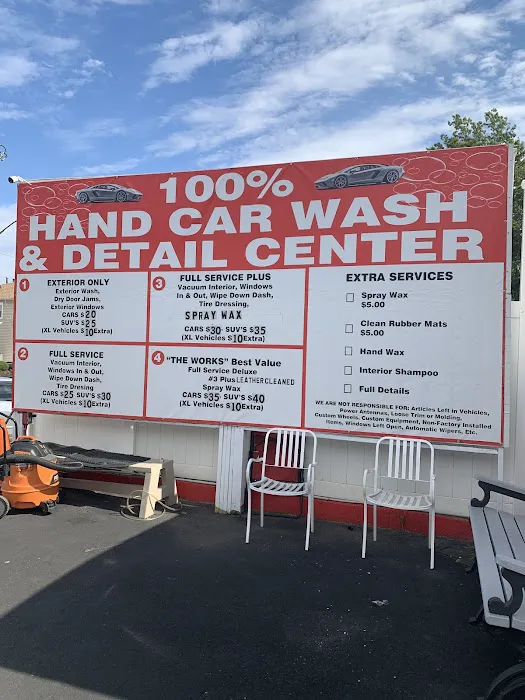 100%
HAND CAR WASH
& DETAIL CENTER
1 EXTERIOR ONLY
Exterior Wash,
Dry Door Jams,
Exterior Windows
CARS $20
SUV'S $25
(XL Vehicles $10Extra)
2 FULL SERVICE
Vacuum Interior,
Windows In & Out,
Wipe Down Dash,
Tire Dressing
CARS $25 SUV'S $30
(XL Vehicles $10Extra)
3 FULL SERVICE PLUS
Vacuum Interior, Windows
In & Out, Wipe Down Dash,
Tire Dressing,
SPRAY WAX
CARS $30 SUV'S $35
(XL Vehicles $10Extra)
4 "THE WORKS" Best Value
Full Service Deluxe
#3 Plus LEATHER CLEANED
Spray Wax
CARS $35 SUV'S $40
(XL Vehicles $10Extra)
EXTRA SERVICES
Spray Wax
$5.00
Clean Rubber Mats
$5.00
Hand Wax
Interior Shampoo
Full Details
WE ARE NOT RESPONSIBLE FOR: Articles Left in Vehicles,
Power Antennas, Loose Trim or Molding,
Custom Wheels, Custom Equipment, Non-Factory Installed
Items, Windows Left Open, Automatic Wipers, Etc.